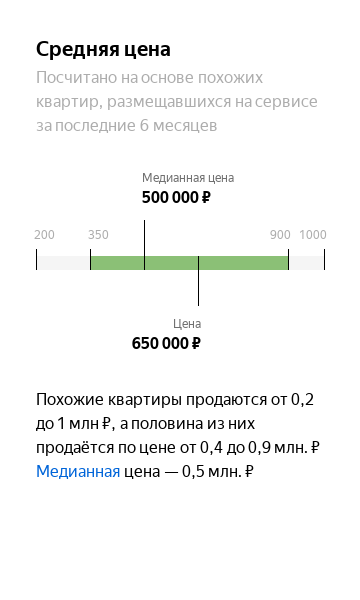 Средняя цена
Посчитано на основе похожих
квартир, размещавшихся на сервисе
за последние 6 месяцев
Медианная цена
500 000 ₽
200 350 900 1000
Цена
650 000 ₽
Похожие квартиры продаются от 0,2
до 1 млн ₽, а половина из них
продаётся по цене от 0,4 до 0,9 млн. ₽
Медианная цена — 0,5 млн. ₽